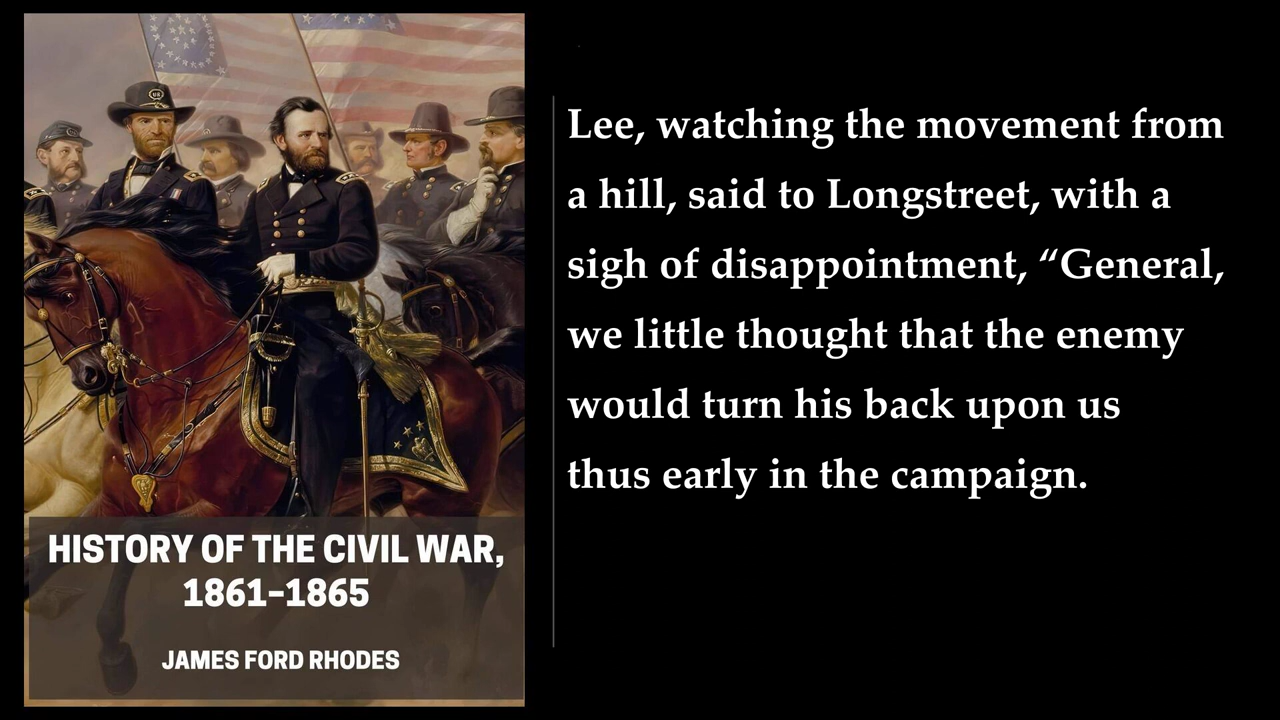 HISTORY OF THE CIVIL WAR,
1861–1865
JAMES FORD RHODES
Lee, watching the movement from
a hill, said to Longstreet, with a
sigh of disappointment, “General,
we little thought that the enemy
would turn his back upon us
thus early in the campaign.